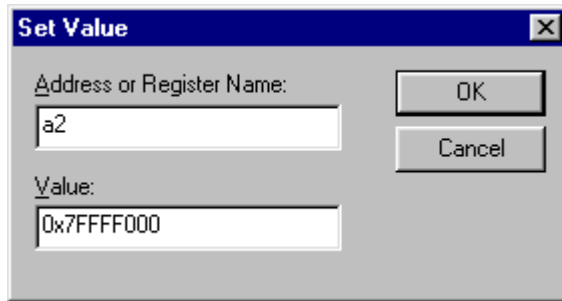 Set Value
Address or Register Name:
a2
OK
Cancel
Value:
0x7FFFF000